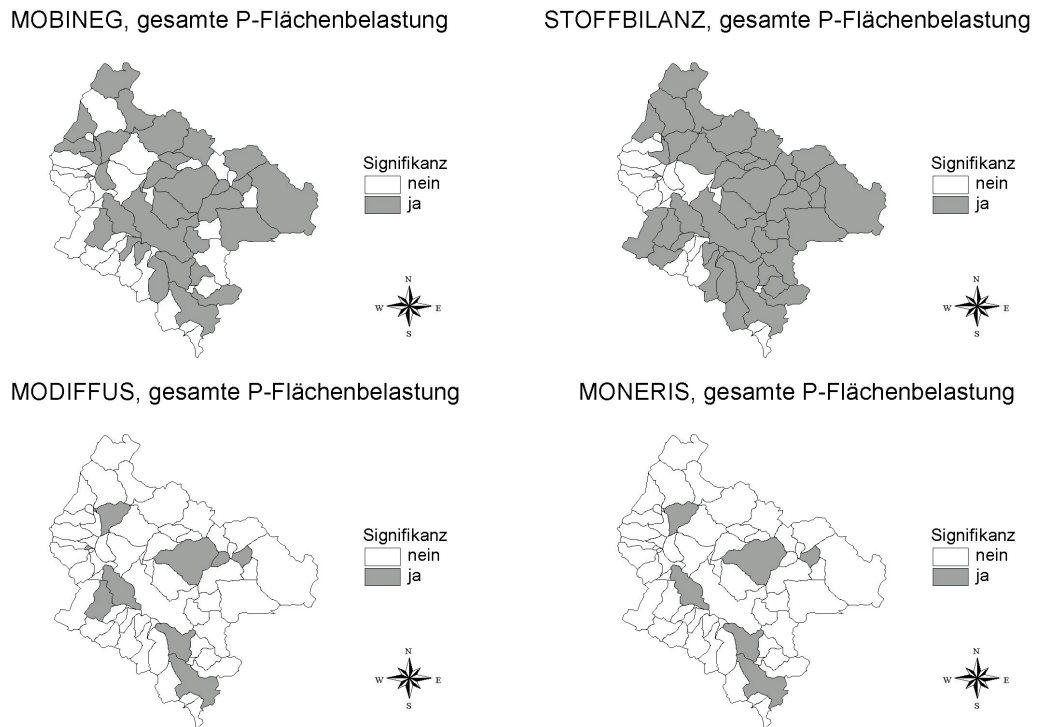 MOBINEG, gesamte P-Flächenbelastung
Signifikanz
nein
ja
N
W E
S
STOFFBILANZ, gesamte P-Flächenbelastung
Signifikanz
nein
ja
N
W E
S
MODIFFUS, gesamte P-Flächenbelastung
Signifikanz
nein
ja
N
W E
S
MONERIS, gesamte P-Flächenbelastung
Signifikanz
nein
ja
N
W E
S